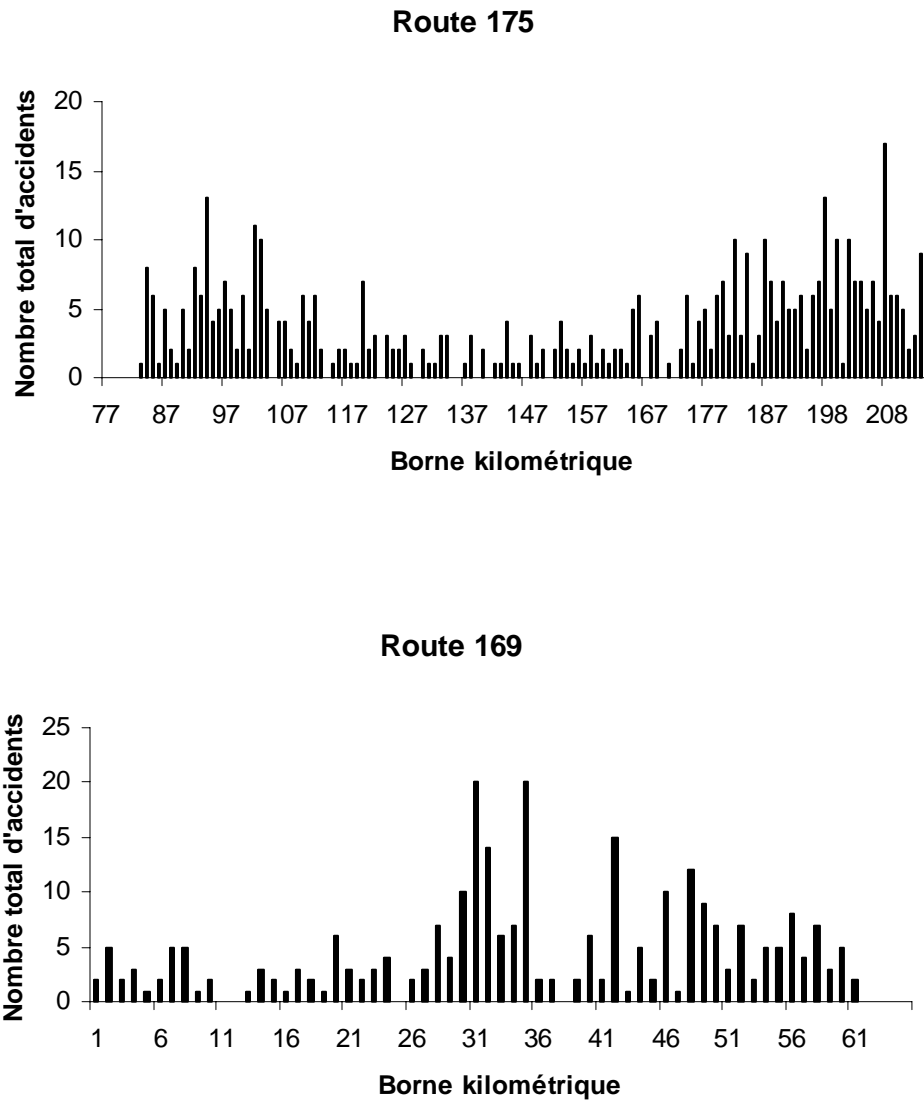 Route 175
Nombre total d'accidents
20
15
10
5
0
77 87 97 107 117 127 137 147 157 167 177 187 198 208
Borne kilométrique
Route 169
Nombre total d'accidents
25
20
15
10
5
0
1 6 11 16 21 26 31 36 41 46 51 56 61
Borne kilométrique